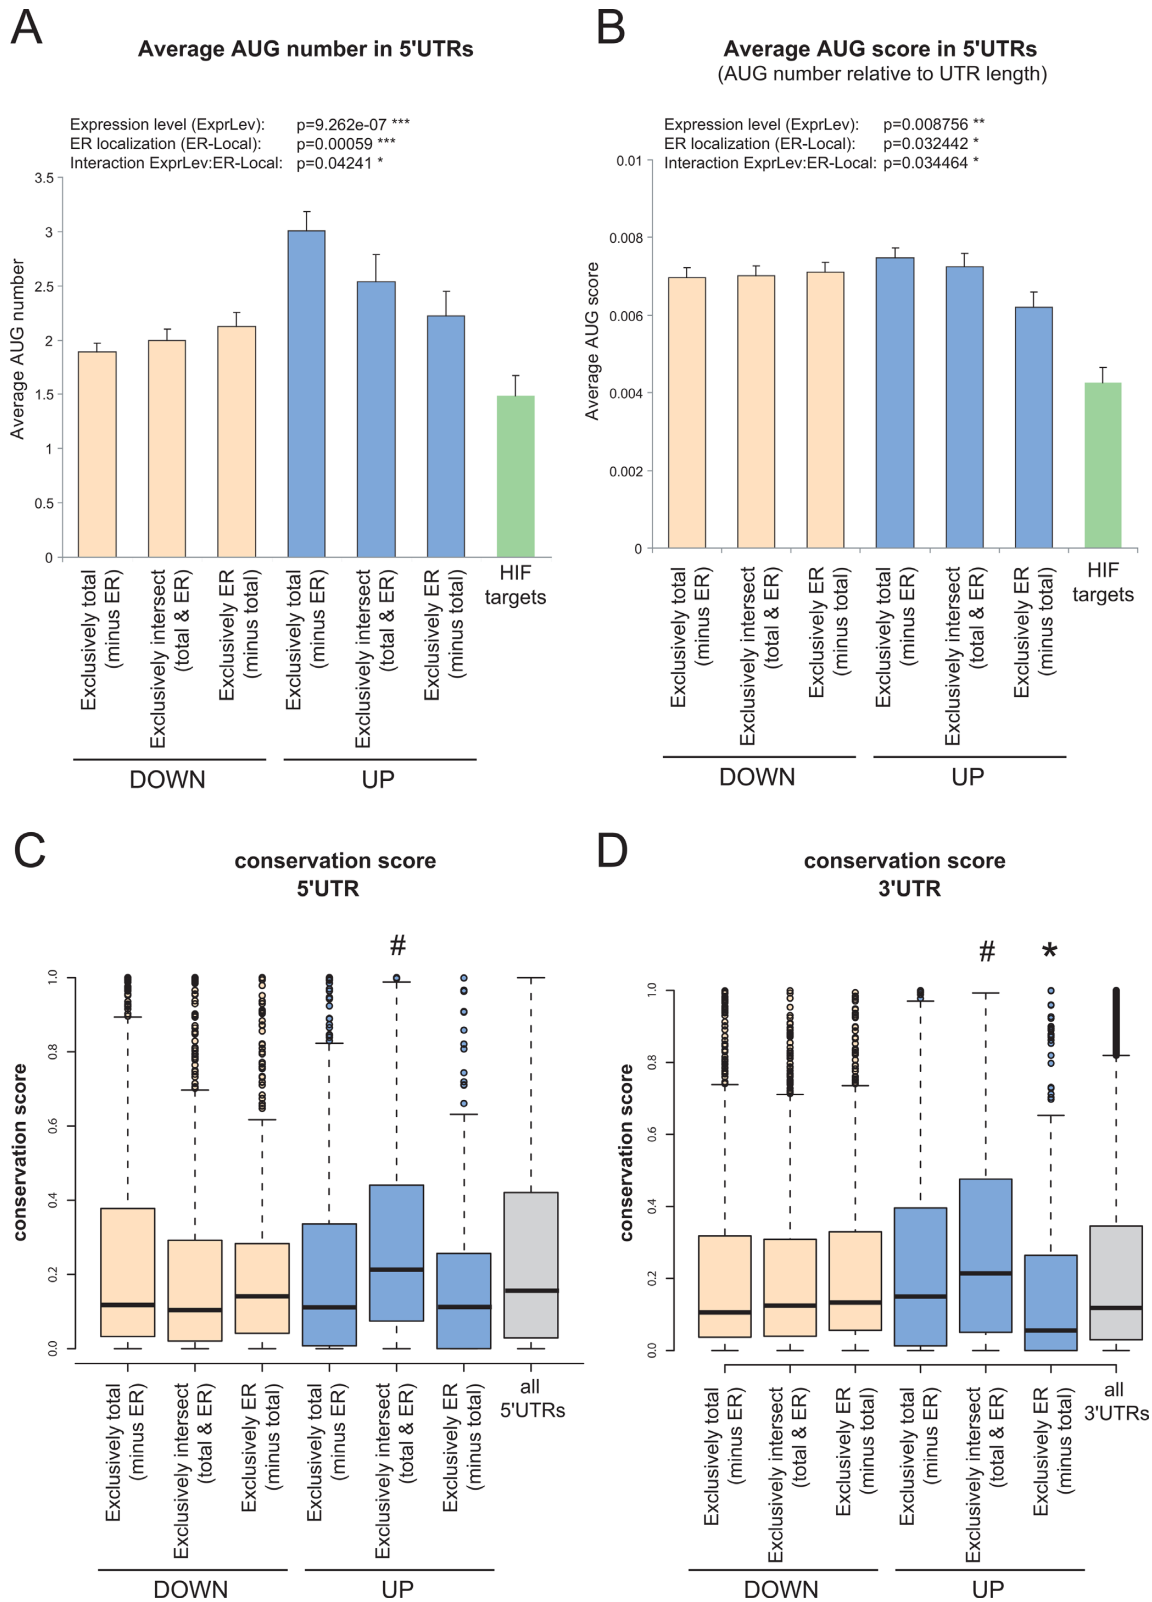 A
Average AUG number in 5'UTRs
Expression level (ExprLev): p=9.262e-07 ***
ER localization (ER-Local): p=0.00059 ***
Interaction ExprLev:ER-Local: p=0.04241 *
Average AUG number
3.5
3
2.5
2
1.5
1
0.5
0
Exclusively total
(minus ER)
Exclusively intersect
(total & ER)
Exclusively ER
(minus total)
Exclusively total
(minus ER)
Exclusively intersect
(total & ER)
Exclusively ER
(minus total)
HIF
targets
DOWN
UP
B
Average AUG score in 5'UTRs
(AUG number relative to UTR length)
Expression level (ExprLev): p=0.008756 **
ER localization (ER-Local): p=0.032442 *
Interaction ExprLev:ER-Local: p=0.034464 *
Average AUG score
0.01
0.008
0.006
0.004
0.002
0
Exclusively total
(minus ER)
Exclusively intersect
(total & ER)
Exclusively ER
(minus total)
Exclusively total
(minus ER)
Exclusively intersect
(total & ER)
Exclusively ER
(minus total)
HIF
targets
DOWN
UP
C
conservation score
5'UTR
#
conservation score
1.0
0.8
0.6
0.4
0.2
0.0
Exclusively total
(minus ER)
Exclusively intersect
(total & ER)
Exclusively ER
(minus total)
Exclusively total
(minus ER)
Exclusively intersect
(total & ER)
Exclusively ER
(minus total)
all
5'UTRs
DOWN
UP
D
conservation score
3'UTR
# *
conservation score
1.0
0.8
0.6
0.4
0.2
0.0
Exclusively total
(minus ER)
Exclusively intersect
(total & ER)
Exclusively ER
(minus total)
Exclusively total
(minus ER)
Exclusively intersect
(total & ER)
Exclusively ER
(minus total)
all
3'UTRs
DOWN
UP